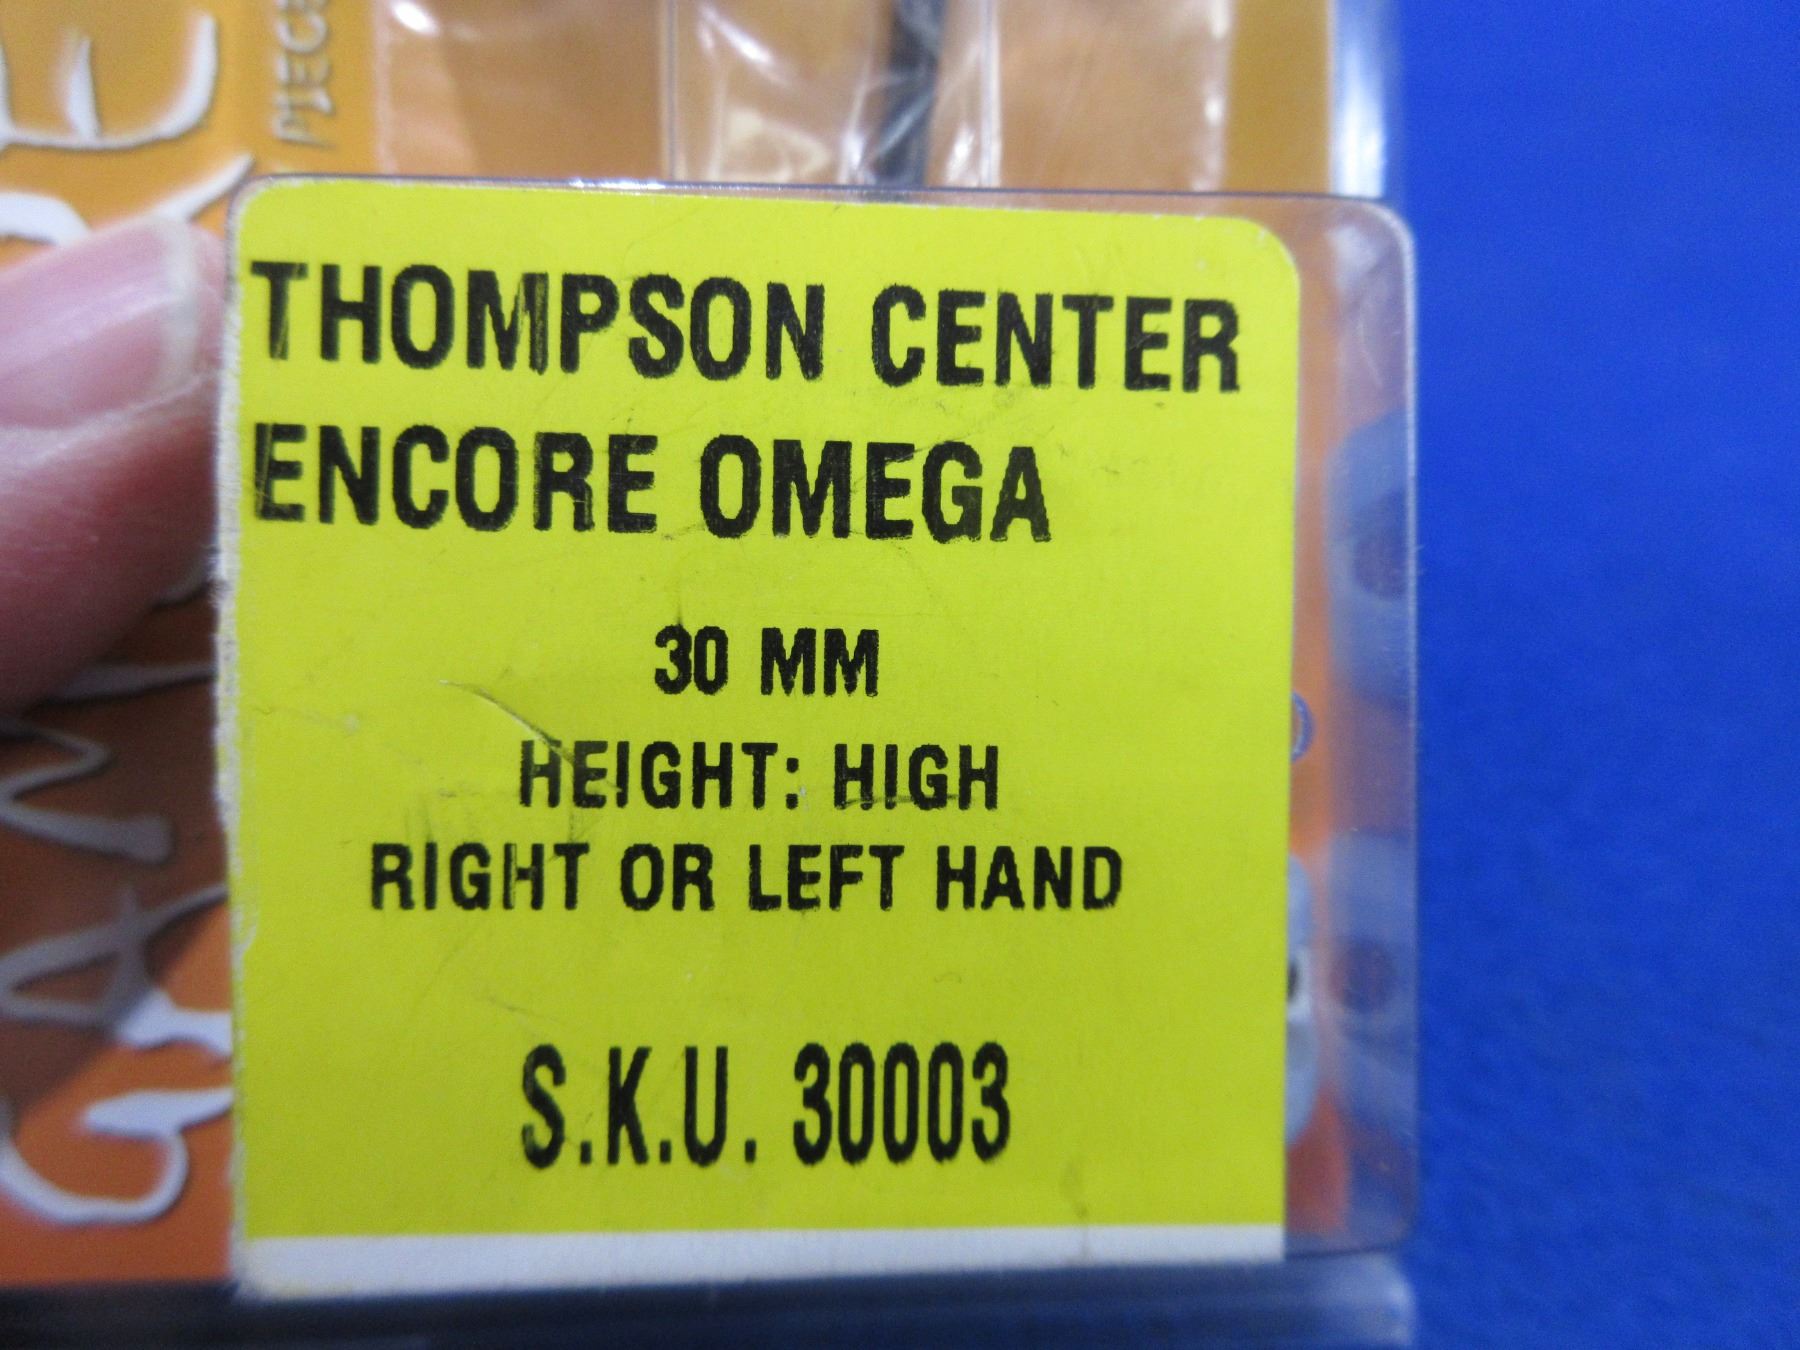 THOMPSON CENTER
ENCORE OMEGA
30 MM
HEIGHT: HIGH
RIGHT OR LEFT HAND
S.K.U. 30003